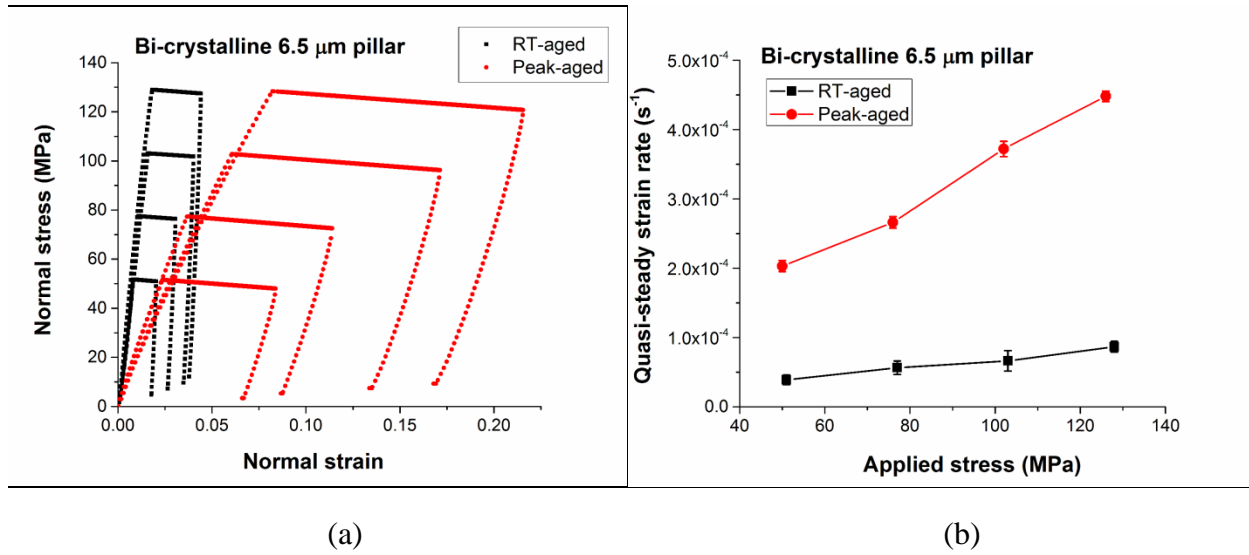 Bi-crystalline 6.5 μm pillar
RT-aged
Peak-aged
140
120
100
80
60
40
20
0
Normal stress (MPa)
0.00 0.05 0.10 0.15 0.20
Normal strain
(a)
Bi-crystalline 6.5 μm pillar
RT-aged
Peak-aged
5.0x10⁻⁴
4.0x10⁻⁴
3.0x10⁻⁴
2.0x10⁻⁴
1.0x10⁻⁴
0.0
Quasi-steady strain rate (s⁻¹)
40 60 80 100 120 140
Applied stress (MPa)
(b)